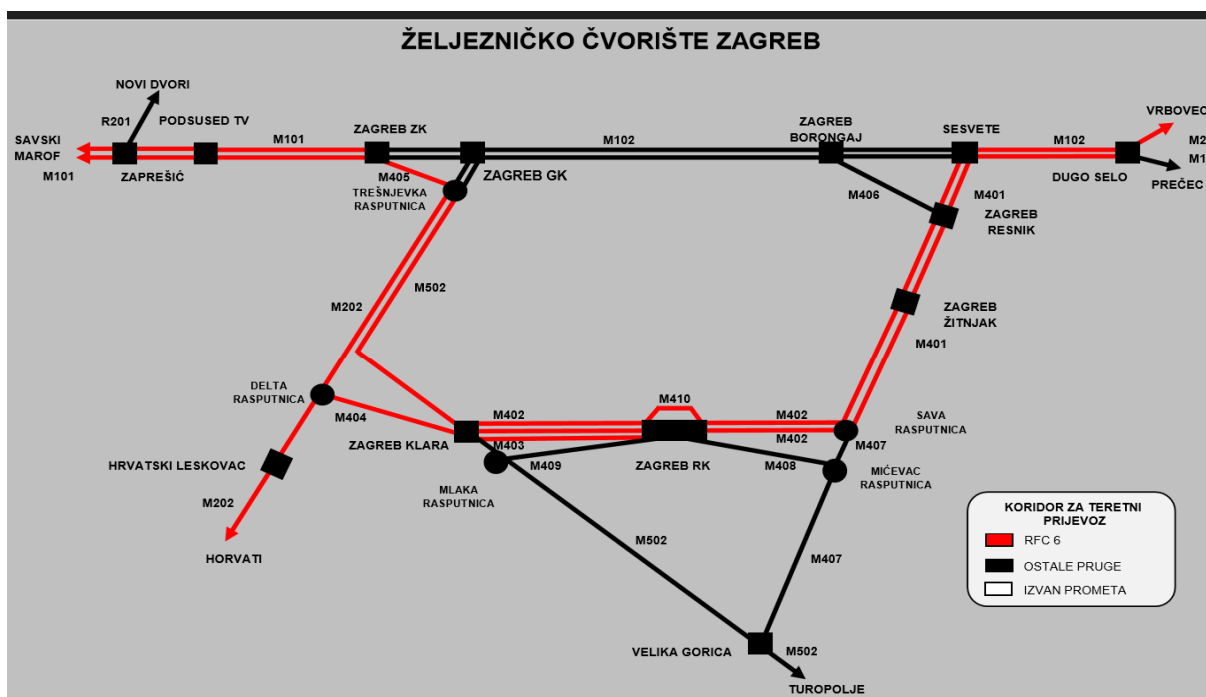 ŽELJEZNIČKO ČVORIŠTE ZAGREB
NOVI DVORI
R201
PODSUSED TV
SAVSKI
MAROF
M101
ZAPREŠIĆ
M101
ZAGREB ZK
M405
TREŠNJEVKA
RASPUTNICA
ZAGREB GK
M102
ZAGREB
BORONGAJ
SESVETE
M102
VRBOVEC
M2
M1
DUGO SELO
PREČEC
M406
M401
ZAGREB
RESNIK
ZAGREB
ŽITNJAK
M401
M202
M502
DELTA
RASPUTNICA
M404
HRVATSKI LESKOVAC
M202
HORVATI
M402
M410
M402
M402
ZAGREB KLARA
M403
M409
ZAGREB RK
M408
SAVA
RASPUTNICA
M407
MIĆEVAC
RASPUTNICA
MLAKA
RASPUTNICA
M502
M407
VELIKA GORICA
M502
TUROPOLJE
KORIDOR ZA TERETNI
PRIJEVOZ
RFC 6
OSTALE PRUGE
IZVAN PROMETA